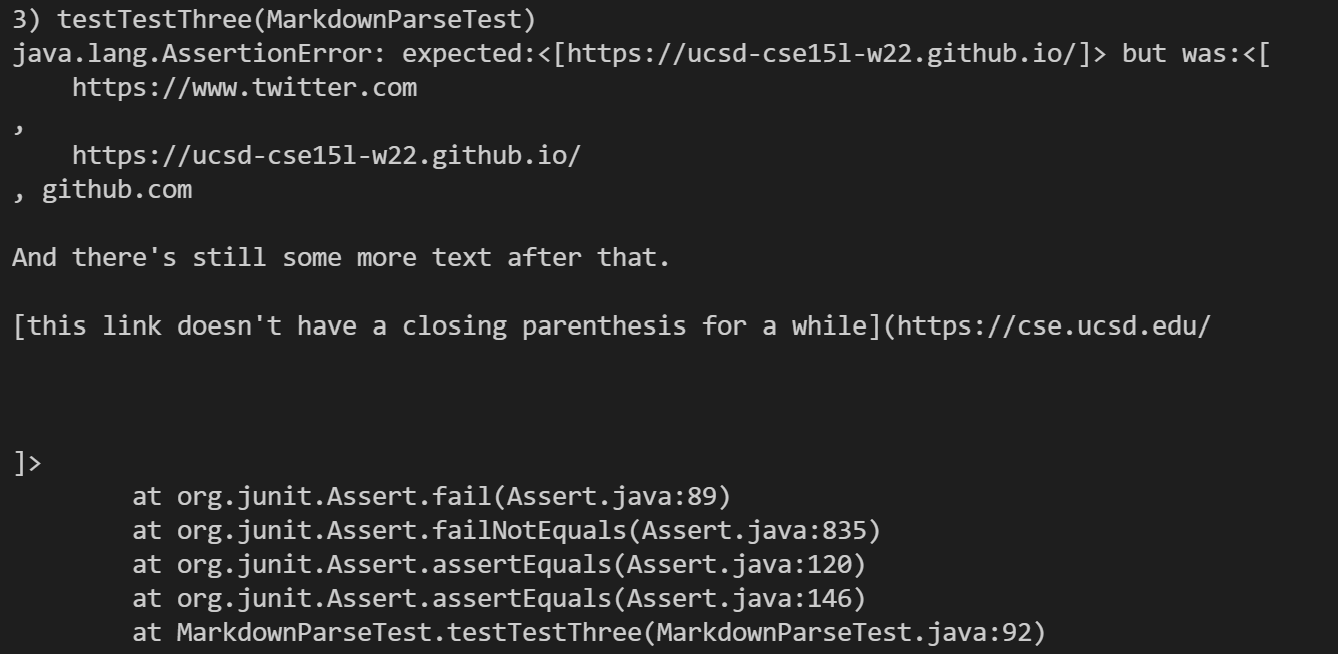 3) testTestThree(MarkdownParseTest)
java.lang.AssertionError: expected:<[https://ucsd-cse15l-w22.github.io/]> but was:<[
    https://www.twitter.com
,
    https://ucsd-cse15l-w22.github.io/
, github.com

And there's still some more text after that.

[this link doesn't have a closing parenthesis for a while](https://cse.ucsd.edu/



]>
        at org.junit.Assert.fail(Assert.java:89)
        at org.junit.Assert.failNotEquals(Assert.java:835)
        at org.junit.Assert.assertEquals(Assert.java:120)
        at org.junit.Assert.assertEquals(Assert.java:146)
        at MarkdownParseTest.testTestThree(MarkdownParseTest.java:92)